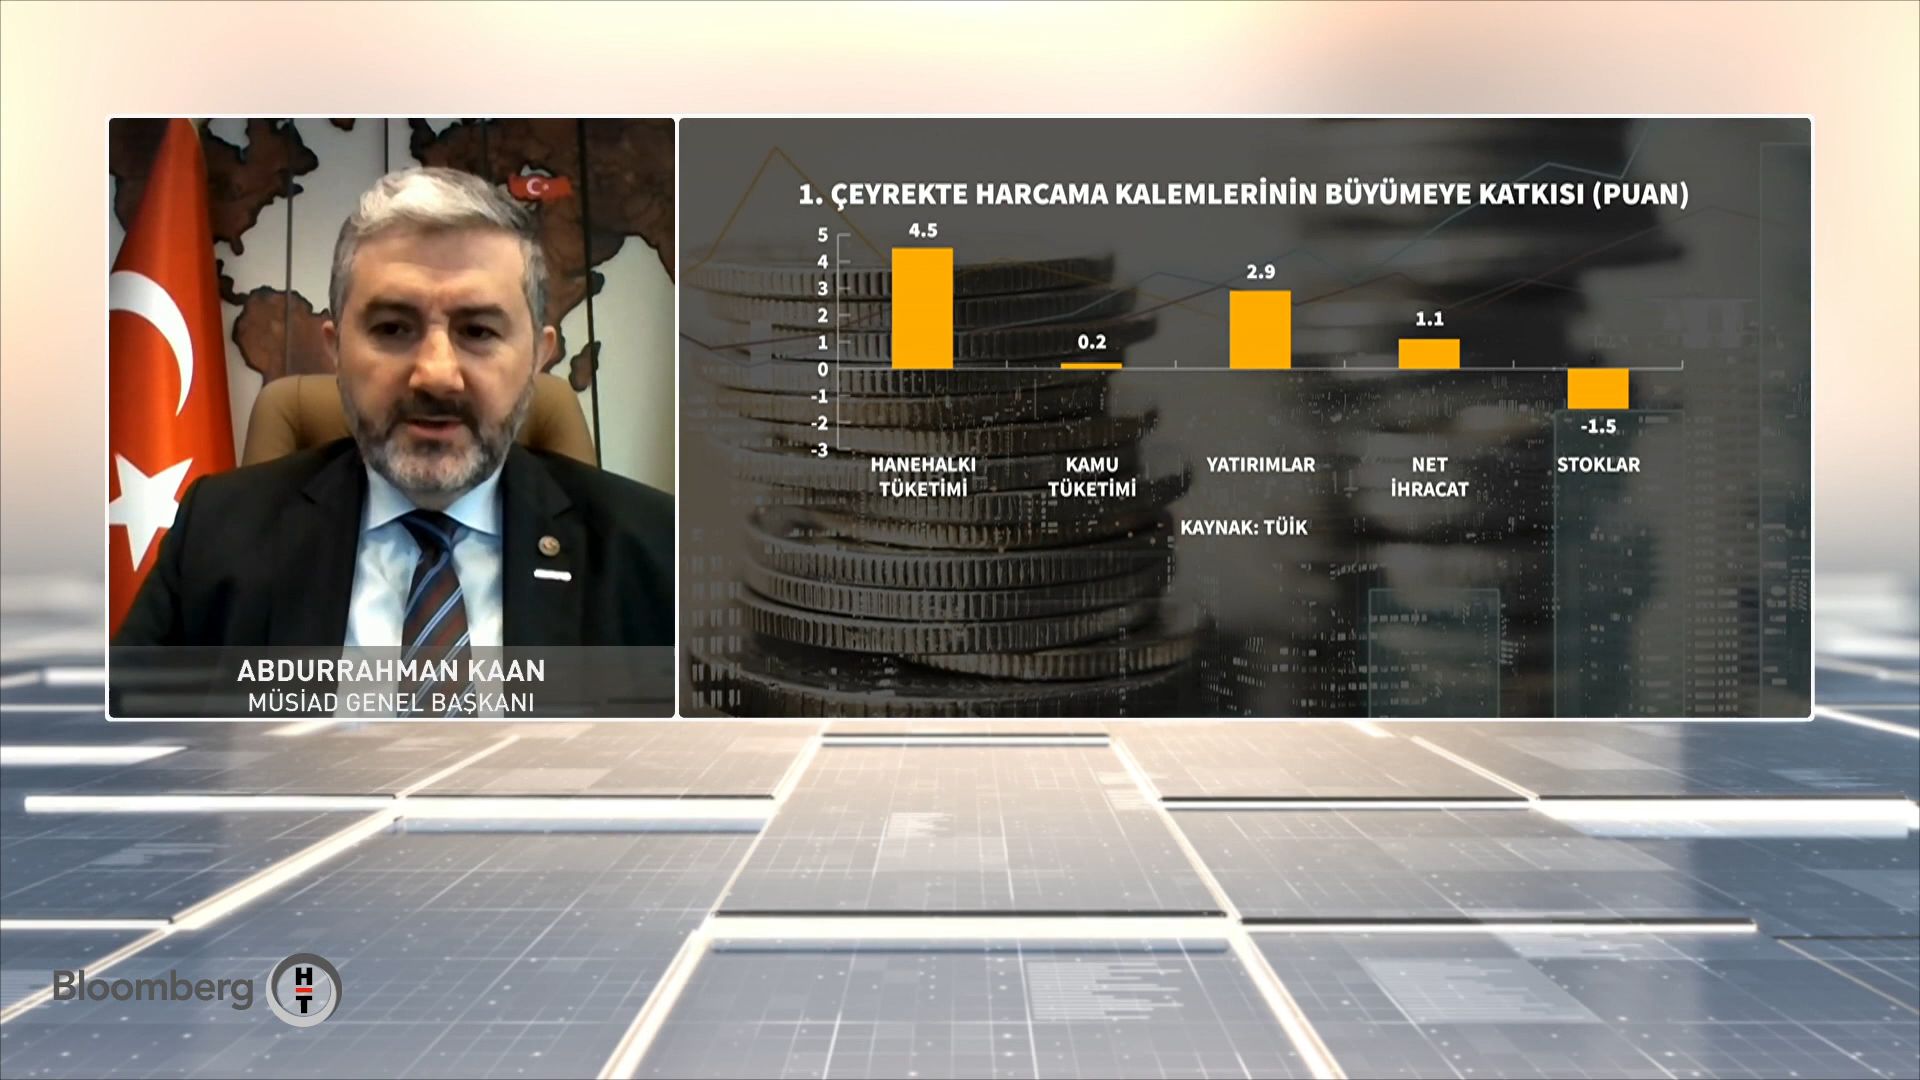 1. ÇEYREKTE HARCAMA KALEMLERİNİN BÜYÜMEYE KATKISI (PUAN)
5
4
3
2
1
0
-1
-2
-3
4.5
0.2
2.9
1.1
-1.5
HANEHALKI
TÜKETİMİ
KAMU
TÜKETİMİ
YATIRIMLAR
NET
İHRACAT
STOKLAR
KAYNAK: TÜİK
ABDURRAHMAN KAAN
MÜSİAD GENEL BAŞKANI
Bloomberg HT